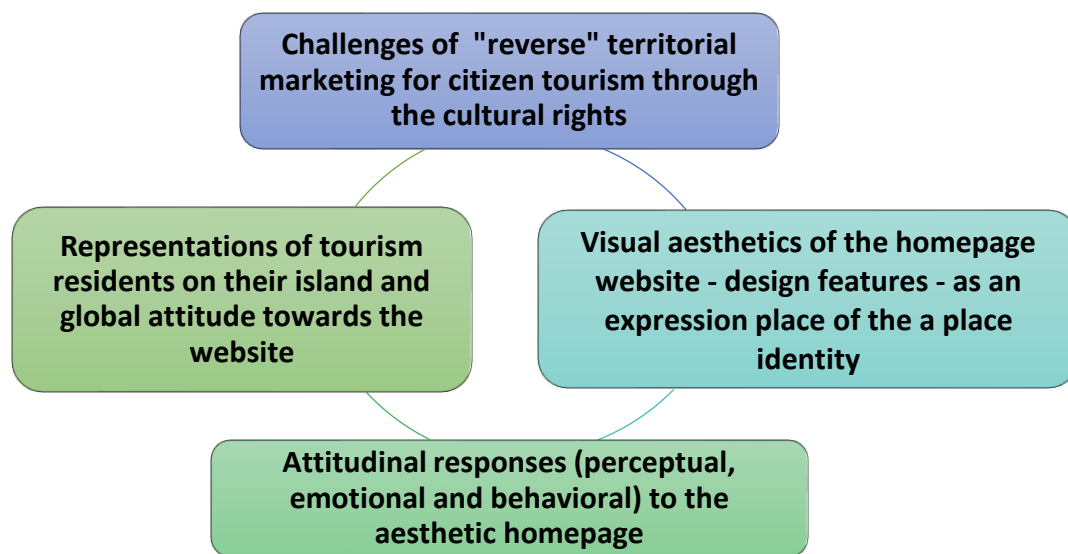 Challenges of "reverse" territorial
marketing for citizen tourism through
the cultural rights
Representations of tourism
residents on their island and
global attitude towards the
website
Visual aesthetics of the homepage
website - design features - as an
expression place of the a place
identity
Attitudinal responses (perceptual,
emotional and behavioral) to the
aesthetic homepage